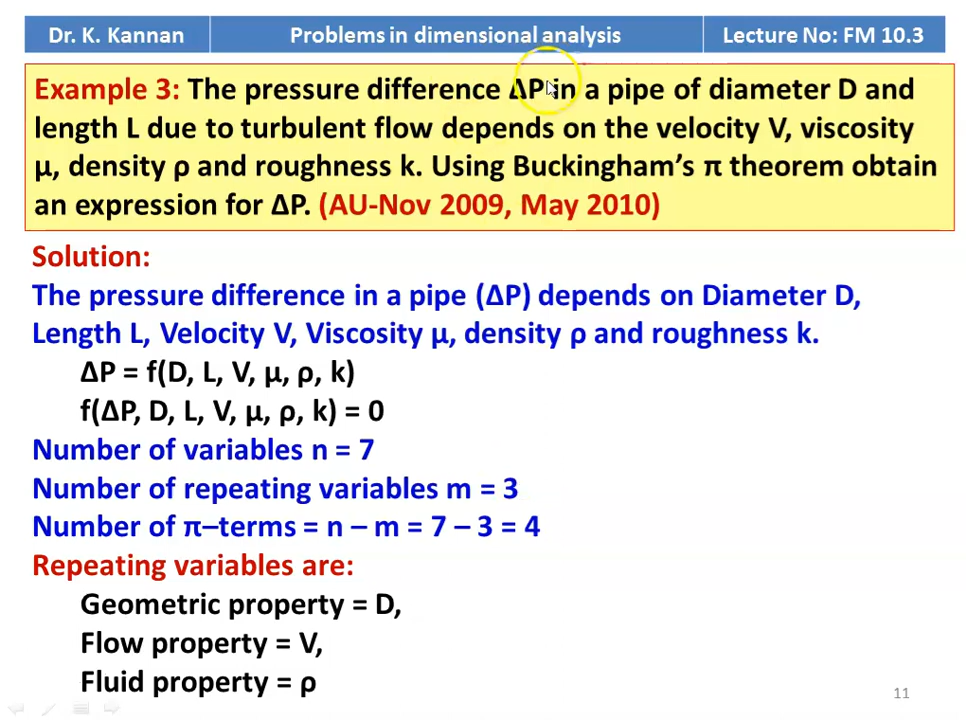 Dr. K. Kannan Problems in dimensional analysis Lecture No: FM 10.3
Example 3: The pressure difference ΔP in a pipe of diameter D and
length L due to turbulent flow depends on the velocity V, viscosity
μ, density ρ and roughness k. Using Buckingham's π theorem obtain
an expression for ΔP. (AU-Nov 2009, May 2010)
Solution:
The pressure difference in a pipe (ΔP) depends on Diameter D,
Length L, Velocity V, Viscosity μ, density ρ and roughness k.
ΔP = f(D, L, V, μ, ρ, k)
f(ΔP, D, L, V, μ, ρ, k) = 0
Number of variables n = 7
Number of repeating variables m = 3
Number of π–terms = n – m = 7 – 3 = 4
Repeating variables are:
Geometric property = D,
Flow property = V,
Fluid property = ρ
11